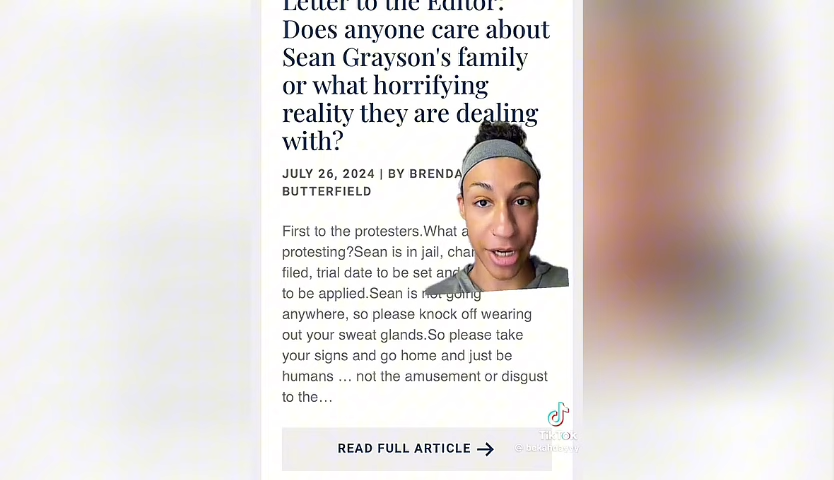 Letter to the Editor:
Does anyone care about
Sean Grayson's family
or what horrifying
reality they are dealing
with?
JULY 26, 2024 | BY BRENDA
BUTTERFIELD
First to the protesters.What a
protesting?Sean is in jail,
filed, trial date to be set and
to be applied.Sean is not going
anywhere, so please knock off wearing
out your sweat glands.So please take
your signs and go home and just be
humans … not the amusement or disgust
to the…
READ FULL ARTICLE
TikTok